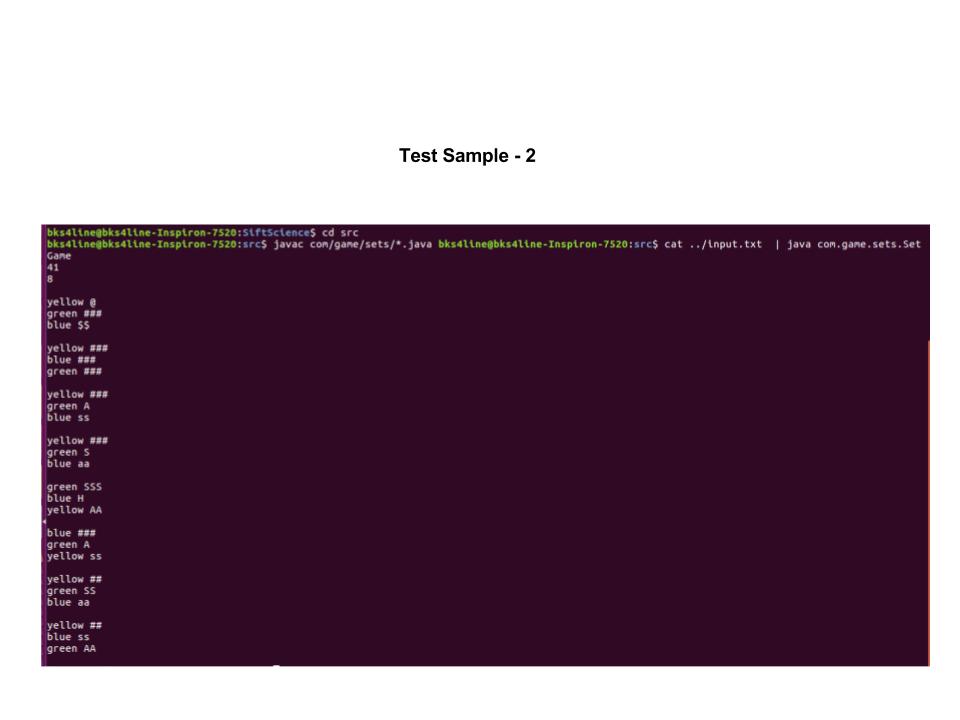 Test Sample - 2
bks4line@bks4line-Inspiron-7520:SiftScience$ cd src
bks4line@bks4line-Inspiron-7520:src$ javac com/game/sets/*.java bks4line@bks4line-Inspiron-7520:src$ cat ../input.txt | java com.game.sets.Set
Game
41
8
yellow @
green ###
blue $$
yellow ###
blue ###
green ###
yellow ###
green A
blue ss
yellow ###
green S
blue aa
green SSS
blue H
yellow AA
blue ###
green A
yellow ss
yellow ##
green SS
blue aa
yellow ##
blue ss
green AA